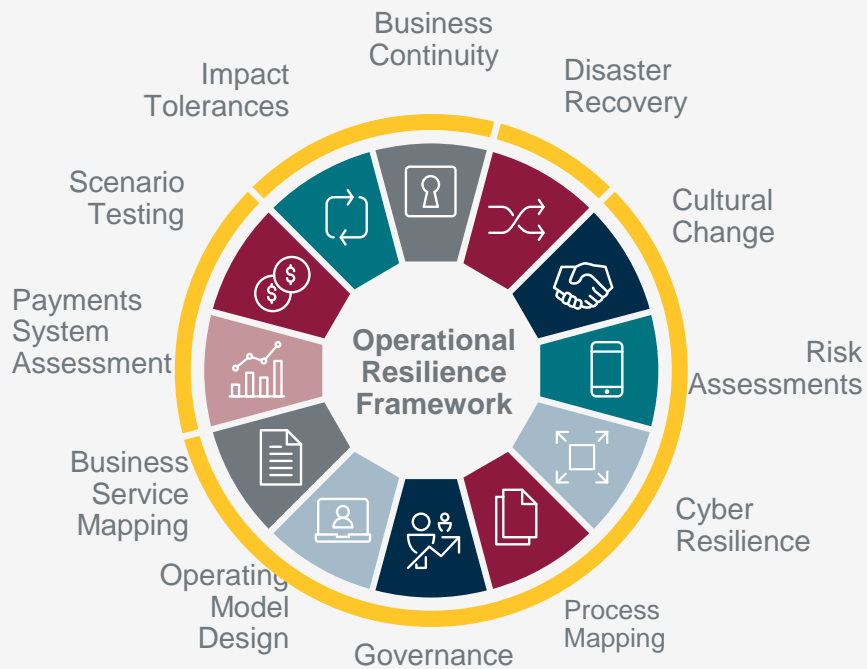 Business
Continuity
Disaster
Recovery
Cultural
Change
Risk
Assessments
Cyber
Resilience
Process
Mapping
Governance
Operating
Model
Design
Business
Service
Mapping
Payments
System
Assessment
Scenario
Testing
Impact
Tolerances
Operational
Resilience
Framework
$
$